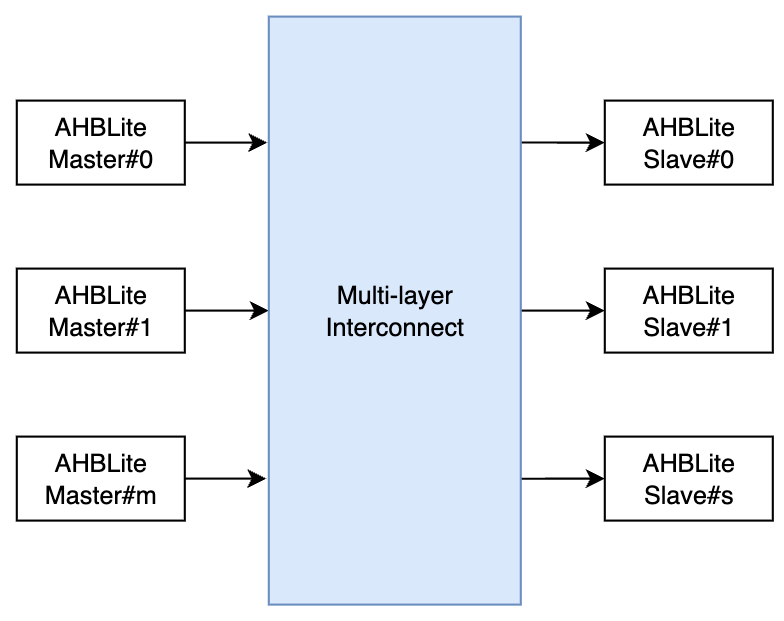 AHBLite
Master#0
AHBLite
Slave#0
AHBLite
Master#1
Multi-layer
Interconnect
AHBLite
Slave#1
AHBLite
Master#m
AHBLite
Slave#s